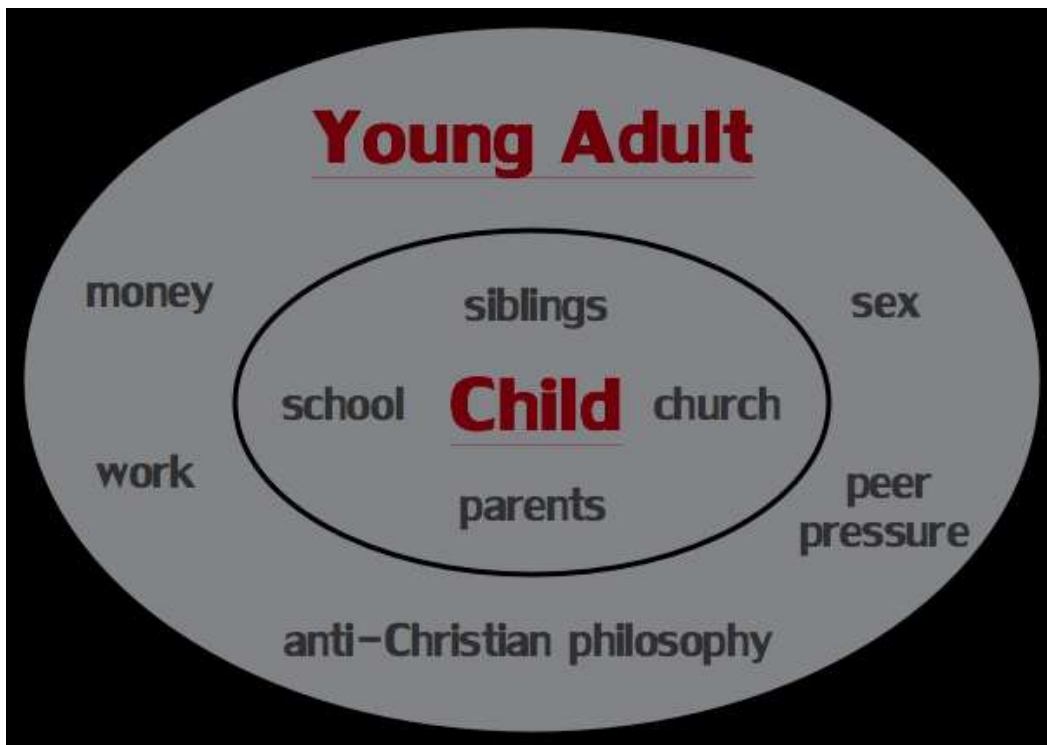 Young Adult
money
siblings
sex
school Child church
work
parents
peer
pressure
anti-Christian philosophy